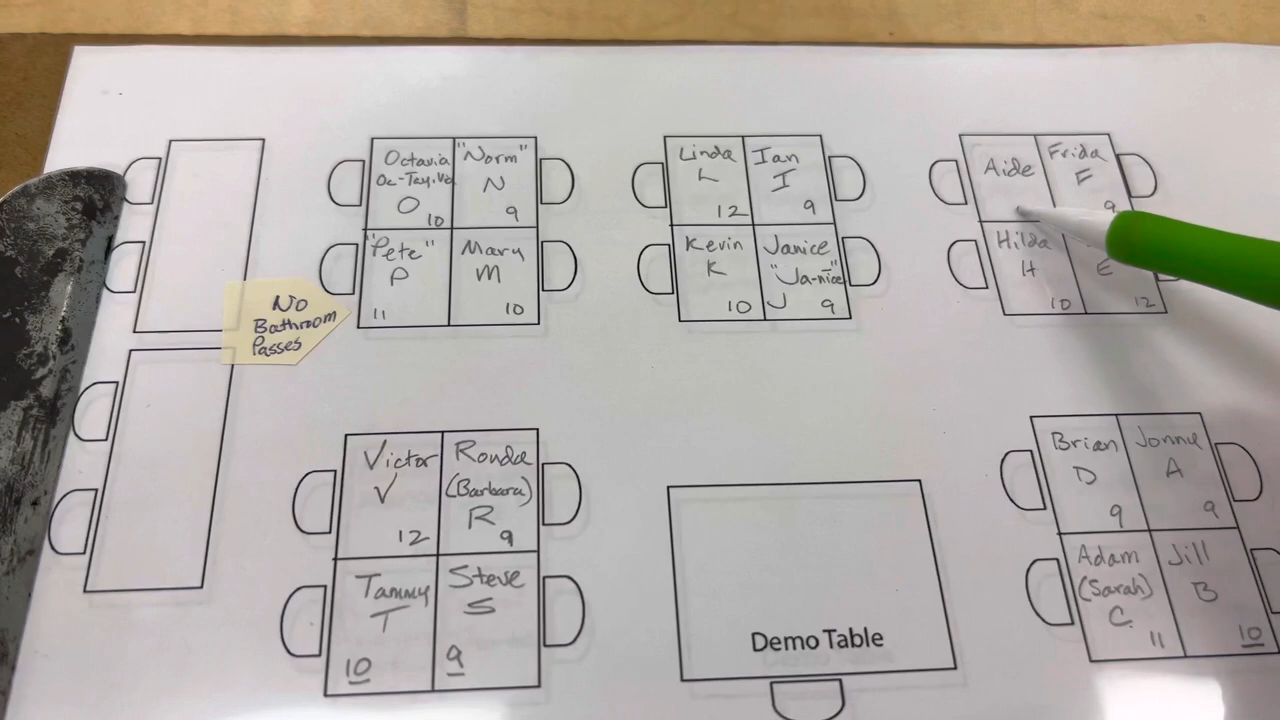 Octavia
Oc-Tay.Via
O
10
"Norm"
N
9
"Pete"
P
11
Mary
M
10
No
Bathroom
Passes
Linda
L
12
Ian
I
9
Kevin
K
10
Janice
"Ja-nice"
J 9
Aide
Frida
F
9
Hilda
H
10
E
12
Victor
V
12
Ronda
(Barbara)
R
9
Tammy
T
10
Steve
S
9
Demo Table
Brian
D
9
Jonny
A
9
Adam
(Sarah)
C.
11
Jill
B
10